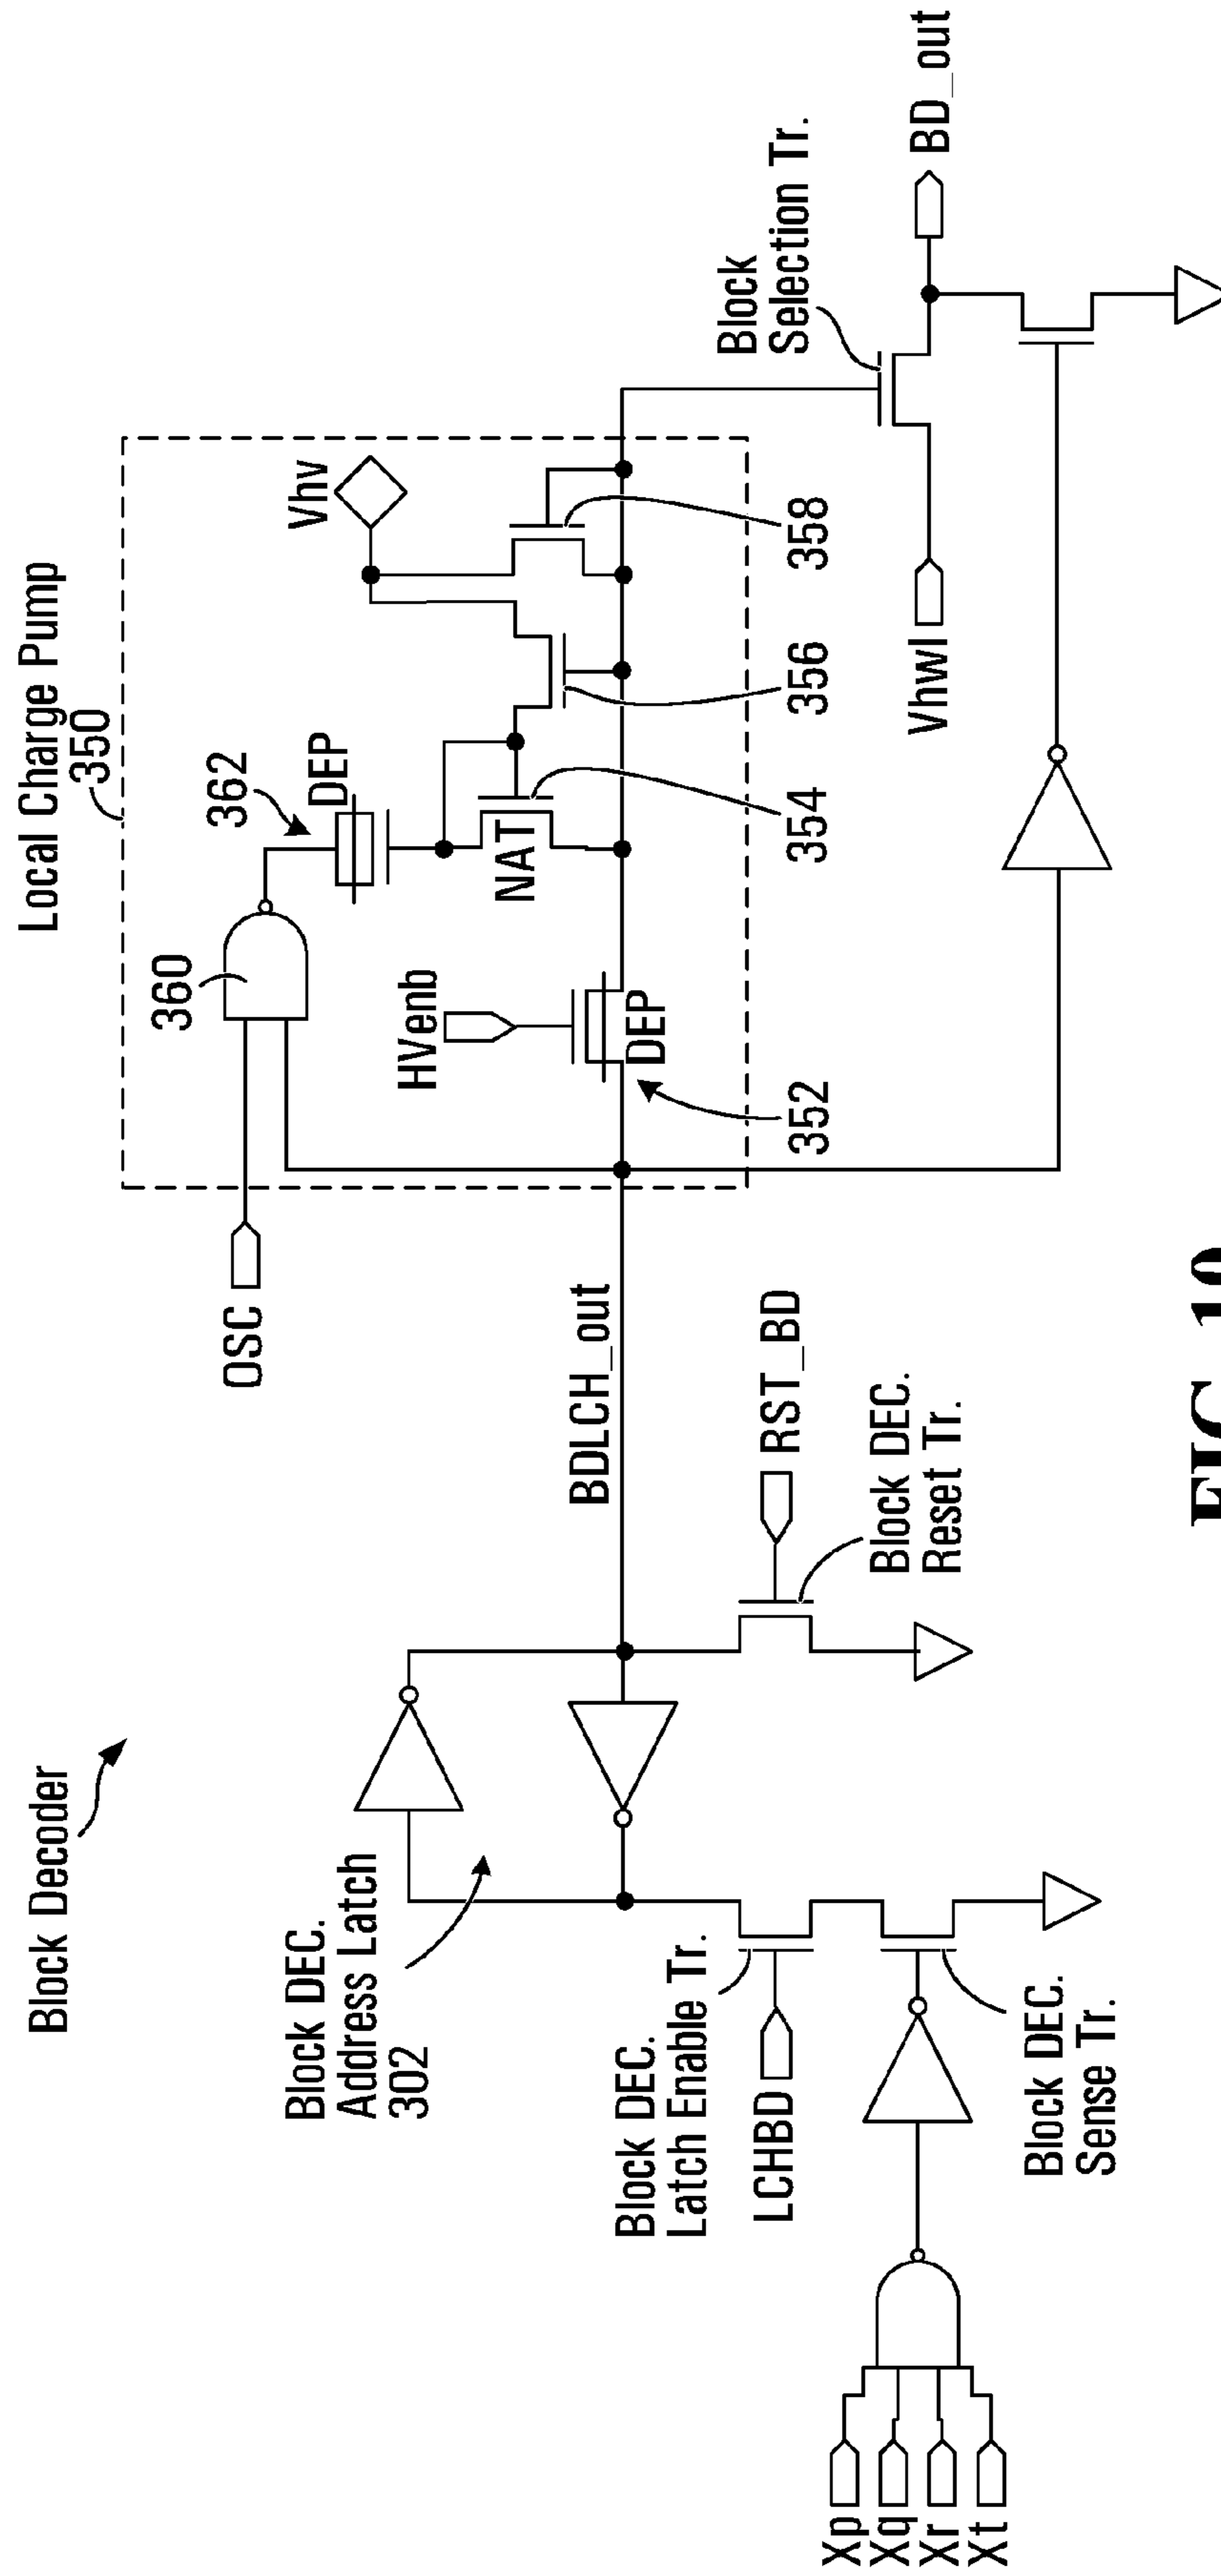 Block Decoder
Local Charge Pump
350
Block DEC.
Address Latch
302
OSC
360
362
DEP
Vhv
HVenb
NAT
DEP
352
354
356
358
BDLCH_out
Block DEC.
Latch Enable Tr.
LCHBD
RST_BD
Block DEC.
Reset Tr.
Block
Selection Tr.
Vhwl
BD_out
Xp
Xq
Xr
Xt
Block DEC.
Sense Tr.